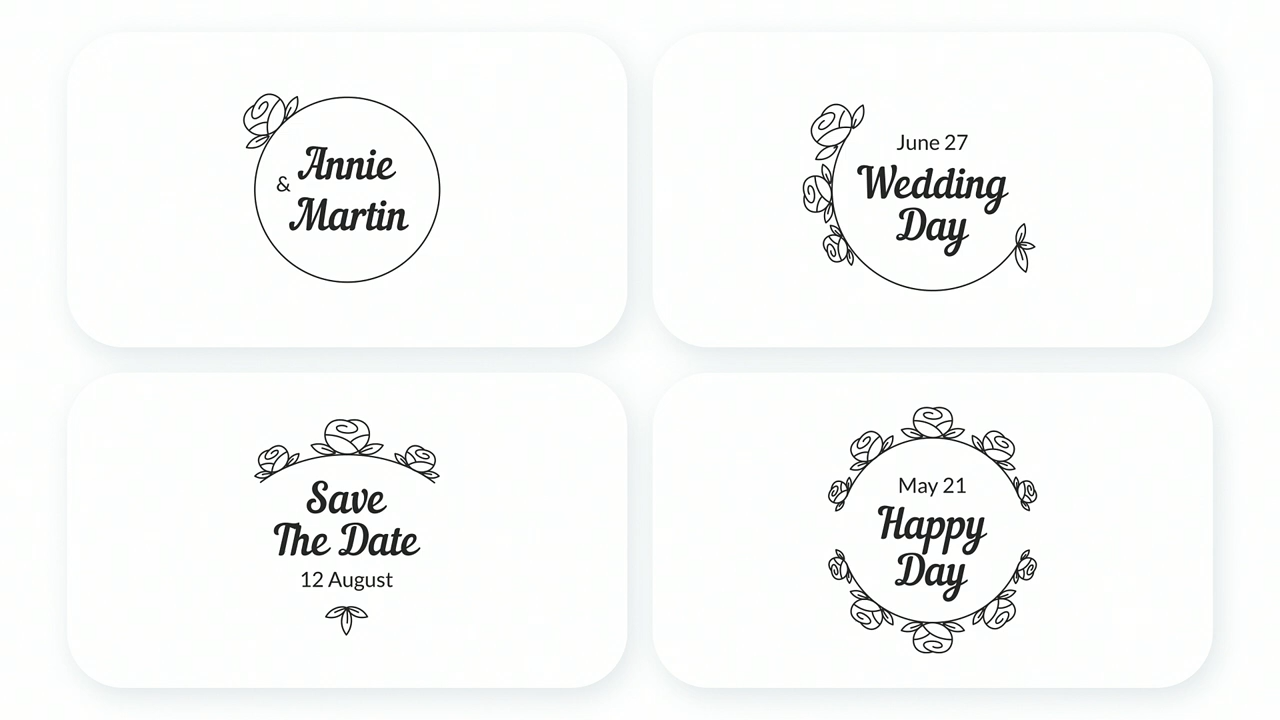 Annie
& Martin
June 27
Wedding
Day
Save
The Date
12 August
May 21
Happy
Day